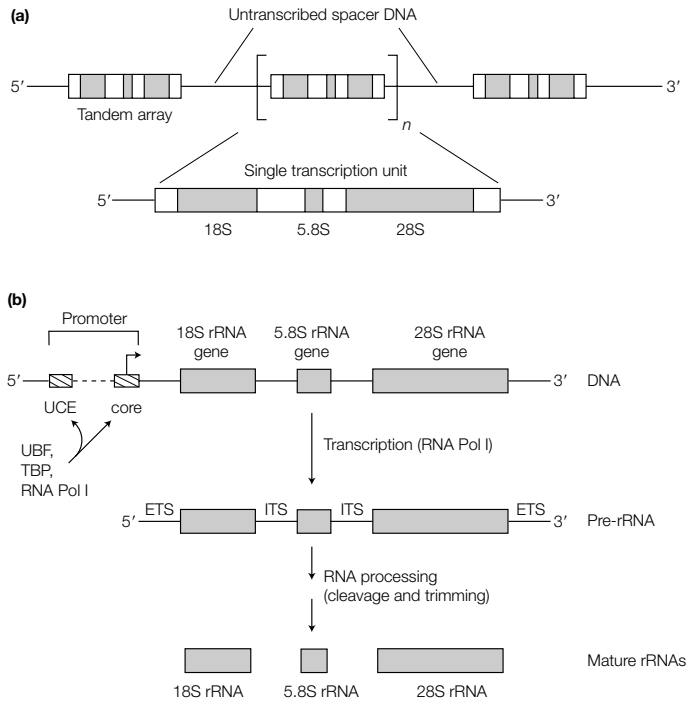 (a)
Untranscribed spacer DNA
5′
3′
Tandem array
n
Single transcription unit
5′
3′
18S
5.8S
28S
(b)
Promoter
18S rRNA
gene
5.8S rRNA
gene
28S rRNA
gene
5′
3′
DNA
UCE
core
UBF,
TBP,
RNA Pol I
Transcription (RNA Pol I)
5′
ETS
ITS
ITS
ETS
3′
Pre-rRNA
RNA processing
(cleavage and trimming)
Mature rRNAs
18S rRNA
5.8S rRNA
28S rRNA